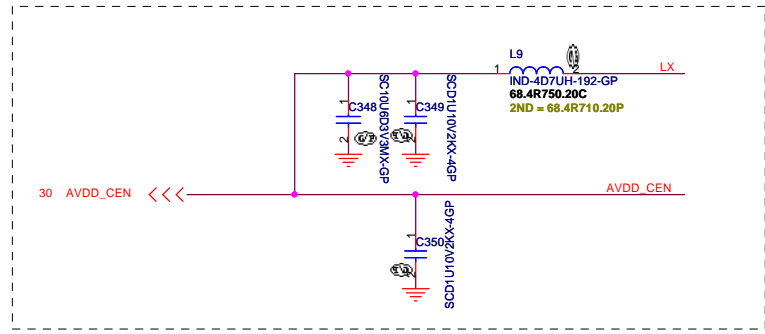 L9
1
2
LX
IND-4D7UH-192-GP
68.4R750.20C
2ND = 68.4R710.20P
1
C348
2
SC10U6D3V3MX-GP
1
C349
2
SCD1U10V2KX-4GP
30 AVDD_CEN
AVDD_CEN
1
C350
2
SCD1U10V2KX-4GP